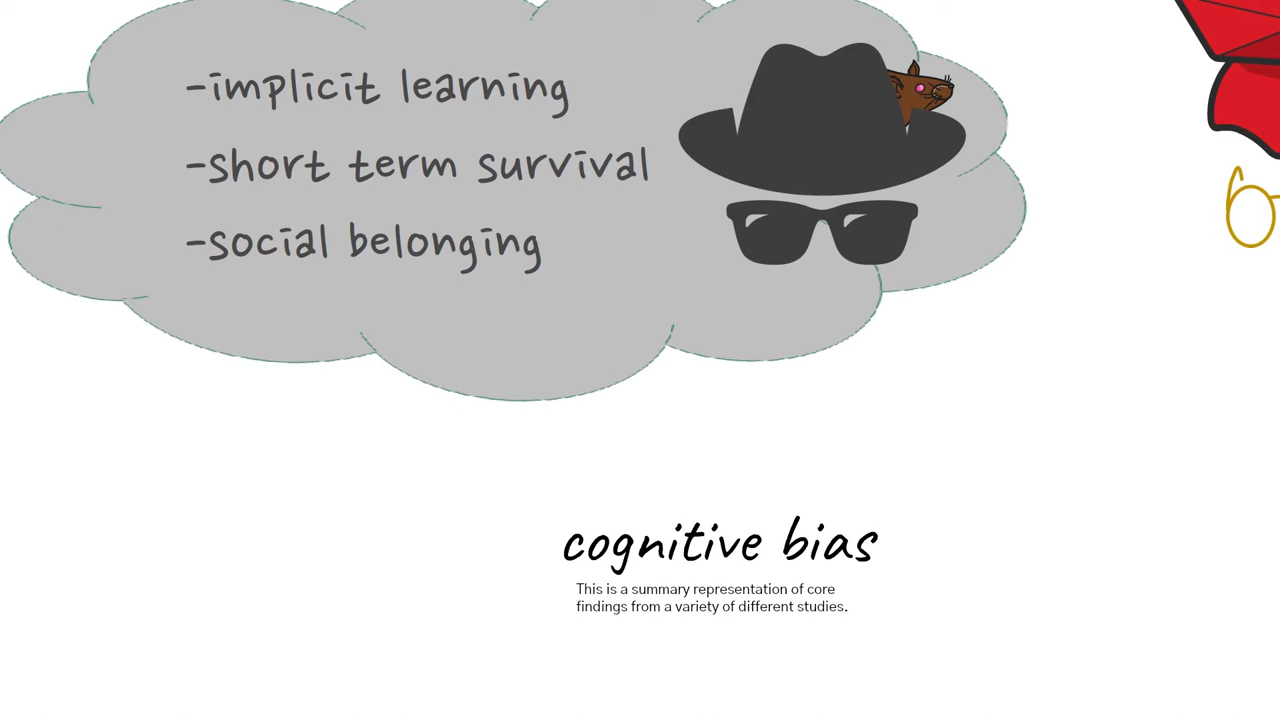 -implicit learning
-short term survival
-social belonging
cognitive bias
This is a summary representation of core
findings from a variety of different studies.